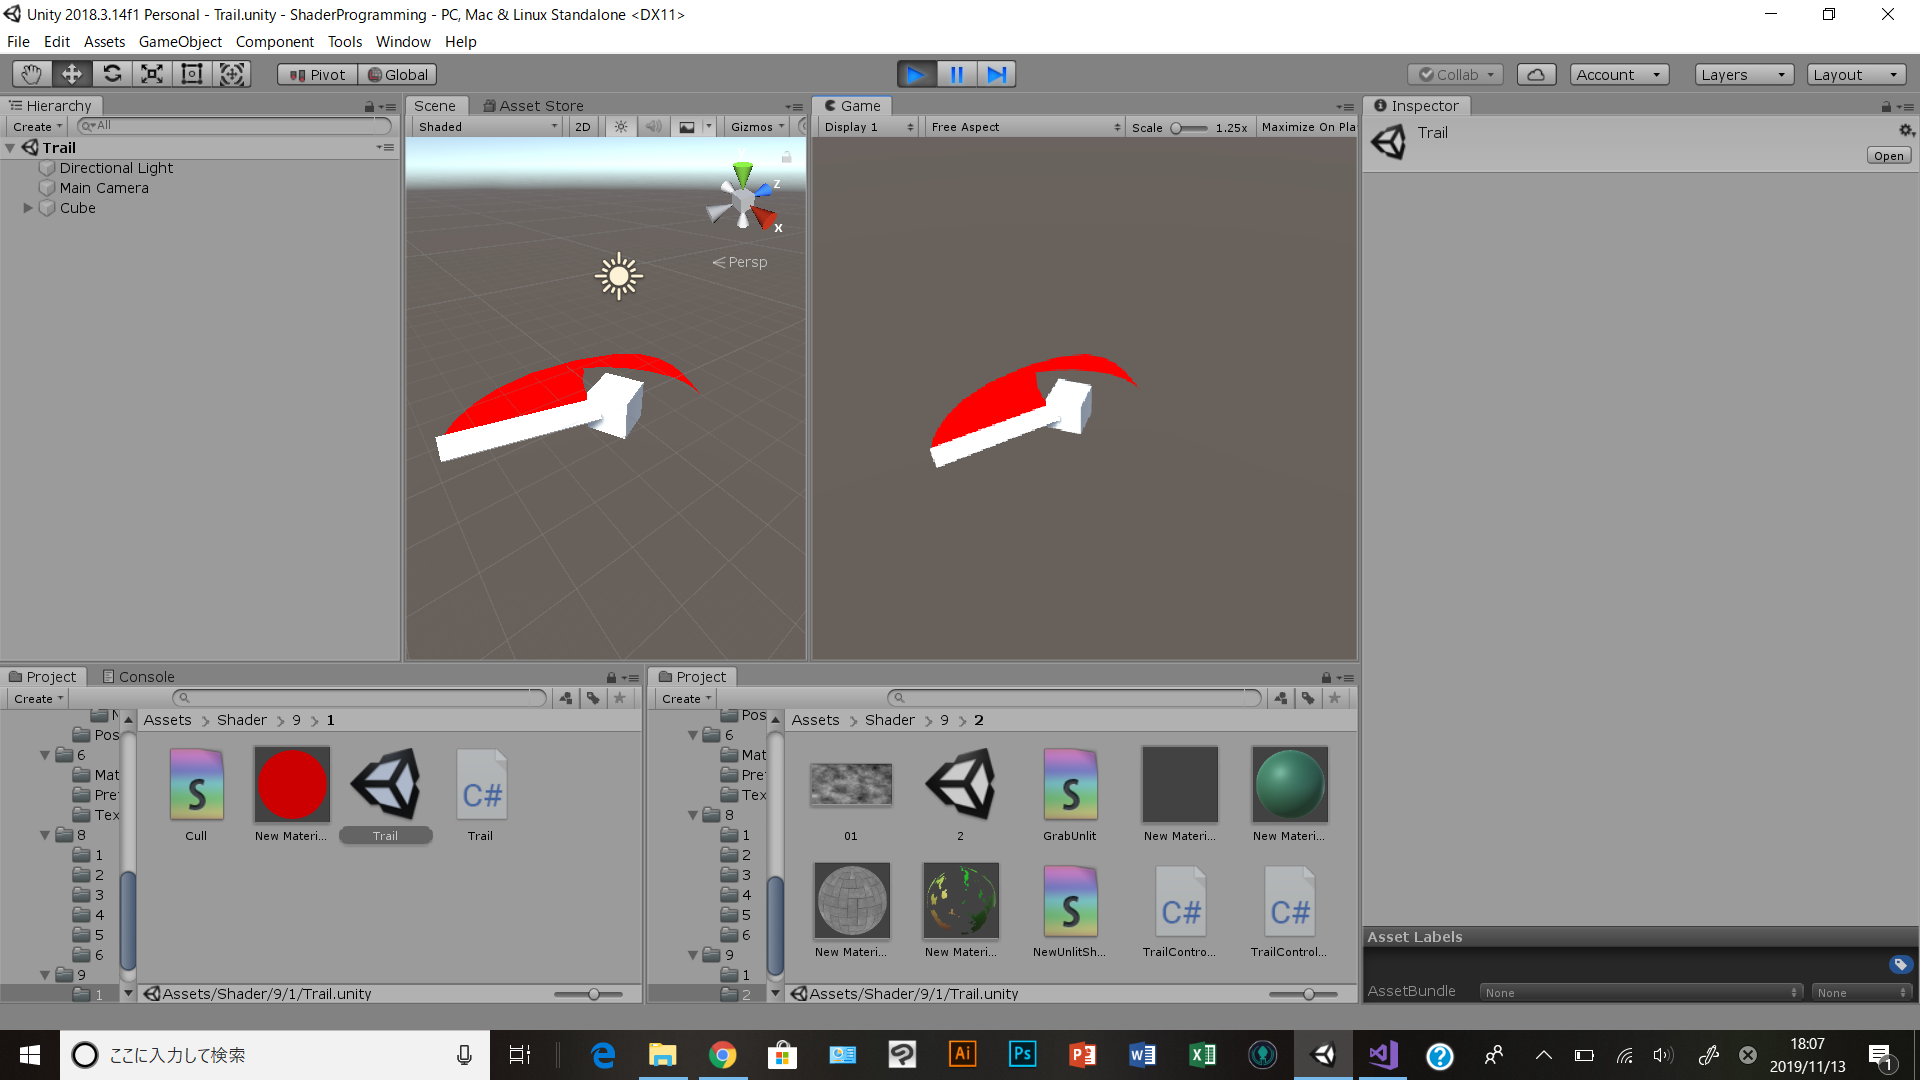 Unity 2018.3.14f1 Personal - Trail.unity - ShaderProgramming - PC, Mac & Linux Standalone <DX11>
File Edit Assets GameObject Component Tools Window Help
Pivot Global Collab Account Layers Layout
Hierarchy Scene Asset Store Game Inspector
Create All Shaded 2D Gizmos Display 1 Free Aspect Scale 1.25x Maximize On Pla
Trail
Open
Trail
Directional Light
Main Camera
Cube
z
x
Persp
Project Console
Create
Assets > Shader > 9 > 1
Pos
6
Mat
Pre
Tex
8
1
2
3
4
5
6
9
1
S
Cull
New Materi...
Trail
C#
Trail
Assets/Shader/9/1/Trail.unity
Project
Create
Assets > Shader > 9 > 2
Pos
6
Mat
Pre
Tex
8
1
2
3
4
5
6
9
1
2
01
2
S
GrabUnlit
New Materi...
New Materi...
New Materi...
New Materi...
S
NewUnlitSh...
C#
TrailContro...
C#
TrailControl...
Assets/Shader/9/1/Trail.unity
Asset Labels
AssetBundle None None
ここに入力して検索
Ai
Ps
18:07
2019/11/13
1